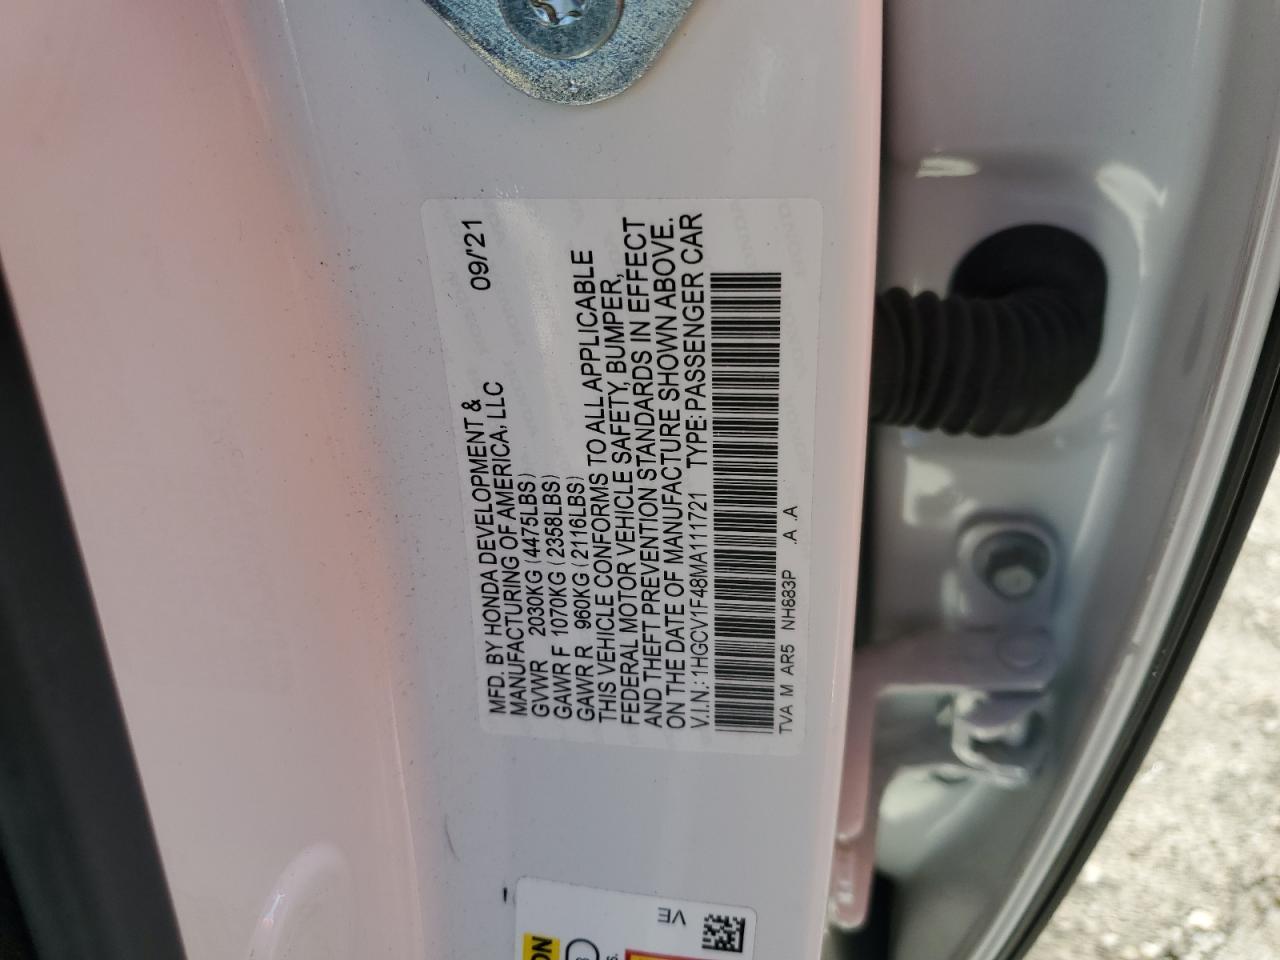 MFD. BY HONDA DEVELOPMENT & 09/'21
MANUFACTURING OF AMERICA, LLC
GVWR 2030KG (4475LBS)
GAWR F 1070KG (2358LBS)
GAWR R 960KG (2116LBS)
THIS VEHICLE CONFORMS TO ALL APPLICABLE
FEDERAL MOTOR VEHICLE SAFETY, BUMPER,
AND THEFT PREVENTION STANDARDS IN EFFECT
ON THE DATE OF MANUFACTURE SHOWN ABOVE.
V.I.N.: 1HGCV1F48MA111721 TYPE: PASSENGER CAR
TVA M AR5 NH883P A .A
VE